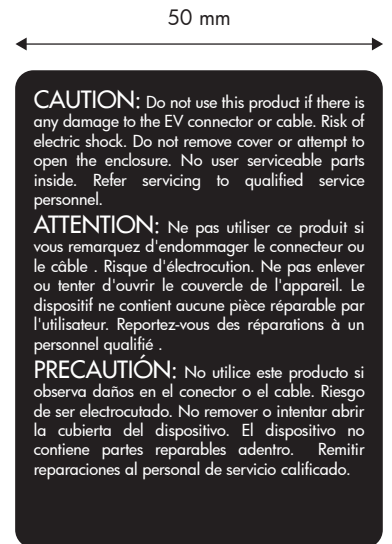 50 mm
CAUTION: Do not use this product if there is
any damage to the EV connector or cable. Risk of
electric shock. Do not remove cover or attempt to
open the enclosure. No user serviceable parts
inside. Refer servicing to qualified service
personnel.
ATTENTION: Ne pas utiliser ce produit si
vous remarquez d'endommager le connecteur ou
le câble . Risque d'électrocution. Ne pas enlever
ou tenter d'ouvrir le couvercle de l'appareil. Le
dispositif ne contient aucune pièce réparable par
l'utilisateur. Reportez-vous des réparations à un
personnel qualifié .
PRECAUTIÓN: No utilice este producto si
observa daños en el conector o el cable. Riesgo
de ser electrocutado. No remover o intentar abrir
la cubierta del dispositivo. El dispositivo no
contiene partes reparables adentro. Remitir
reparaciones al personal de servicio calificado.